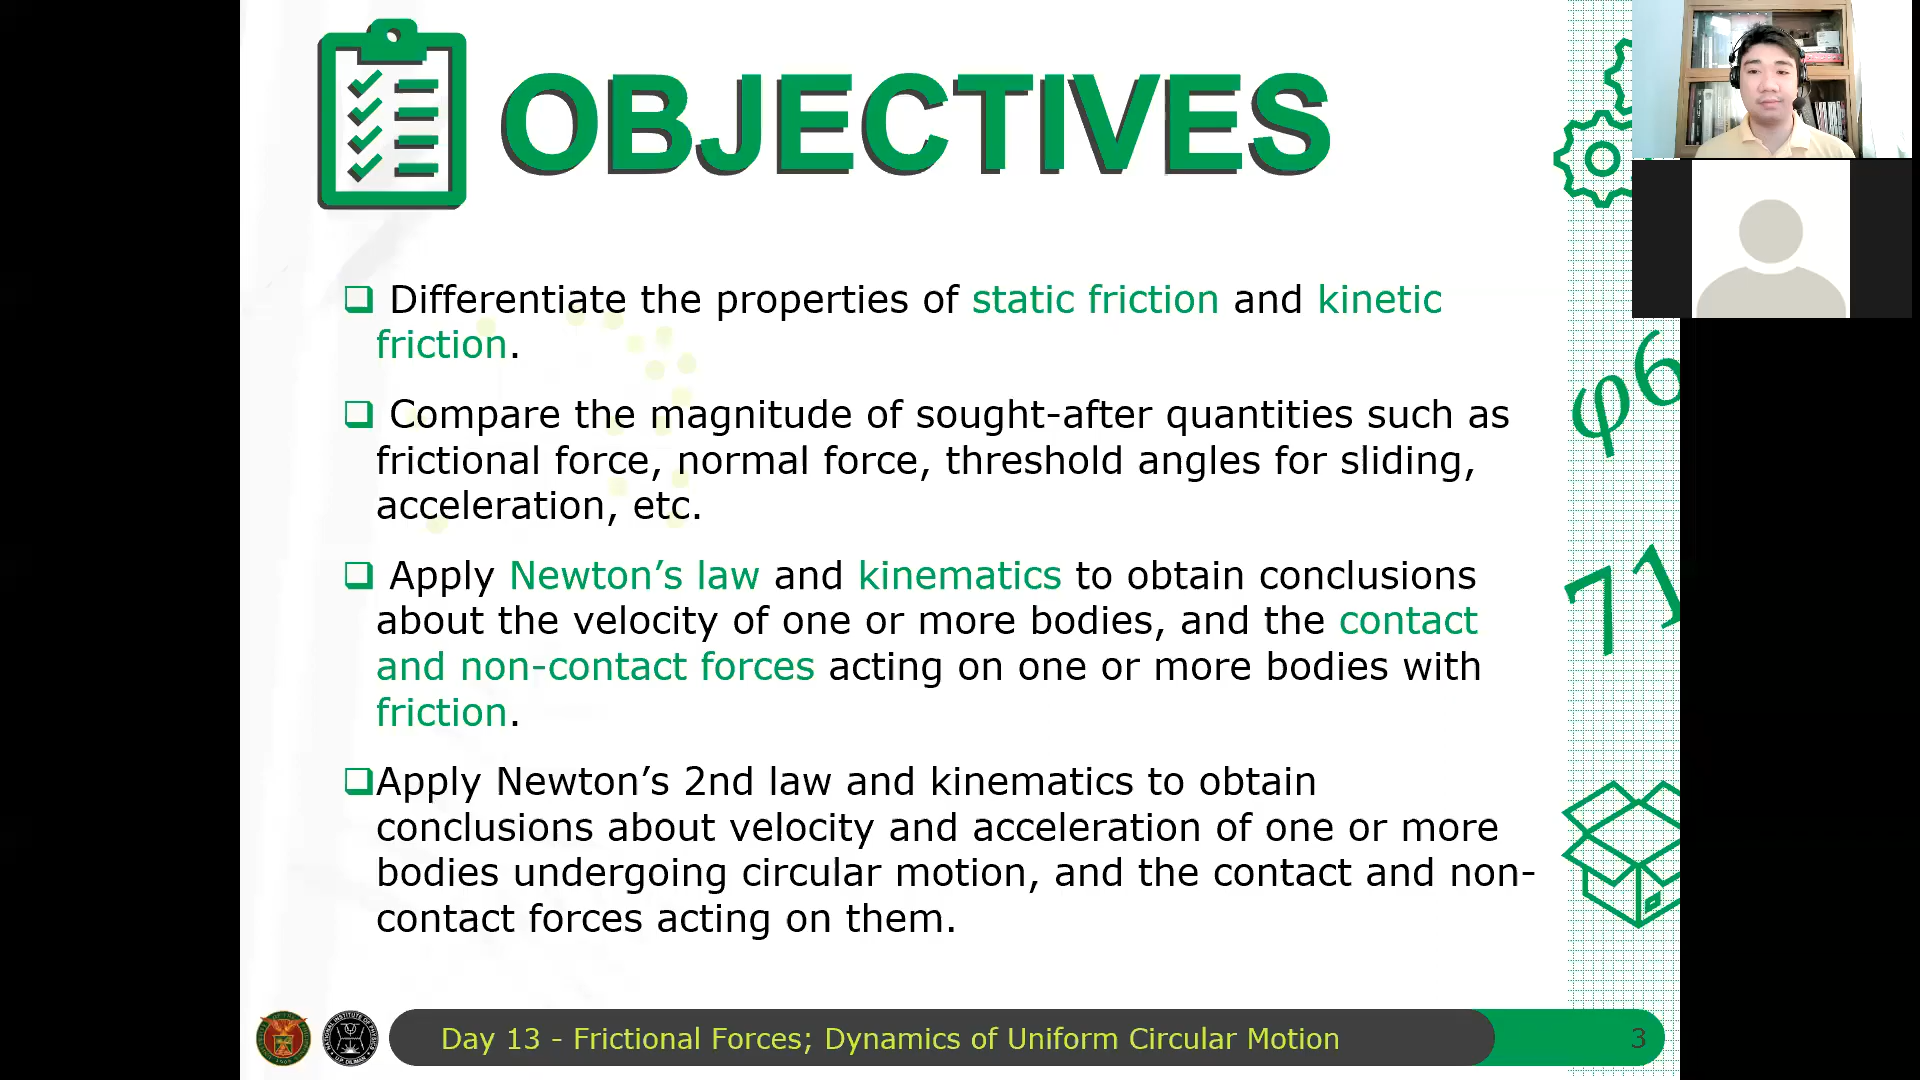 OBJECTIVES
❑ Differentiate the properties of static friction and kinetic
friction.
❑ Compare the magnitude of sought-after quantities such as
frictional force, normal force, threshold angles for sliding,
acceleration, etc.
❑ Apply Newton’s law and kinematics to obtain conclusions
about the velocity of one or more bodies, and the contact
and non-contact forces acting on one or more bodies with
friction.
❑Apply Newton’s 2nd law and kinematics to obtain
conclusions about velocity and acceleration of one or more
bodies undergoing circular motion, and the contact and non-
contact forces acting on them.
φ6
71
Day 13 - Frictional Forces; Dynamics of Uniform Circular Motion
3